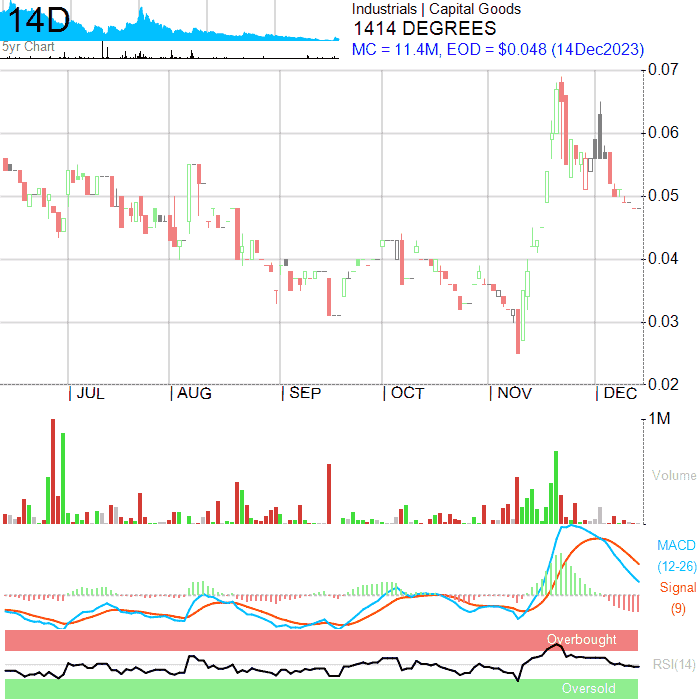 14D
5yr Chart
Industrials | Capital Goods
1414 DEGREES
MC = 11.4M, EOD = $0.048 (14Dec2023)
0.07
0.06
0.05
0.04
0.03
0.02
JUL AUG SEP OCT NOV DEC
1M
Volume
MACD
(12-26)
Signal
(9)
Overbought
RSI(14)
Oversold